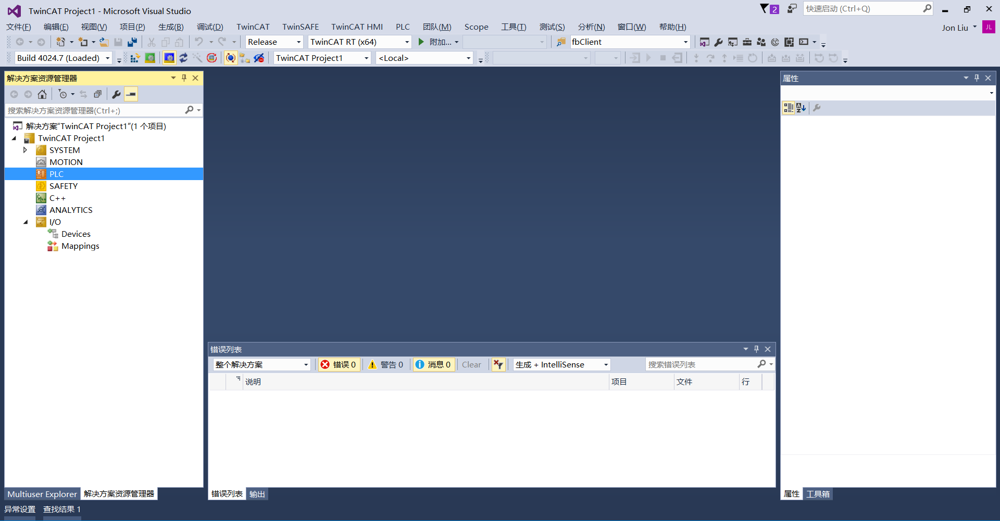 TwinCAT Project1 - Microsoft Visual Studio
2
快速启动 (Ctrl+Q)
文件(F) 编辑(E) 视图(V) 项目(P) 生成(B) 调试(D) TwinCAT TwinSAFE TwinCAT HMI PLC 团队(M) Scope 工具(T) 测试(S) 分析(N) 窗口(W) 帮助(H)
Jon Liu JL
Release TwinCAT RT (x64) 附加... fbClient
Build 4024.7 (Loaded) TwinCAT Project1 <Local>
解决方案资源管理器
搜索解决方案资源管理器(Ctrl+;)
解决方案"TwinCAT Project1"(1 个项目)
TwinCAT Project1
SYSTEM
MOTION
PLC
SAFETY
C++
ANALYTICS
I/O
Devices
Mappings
Multiuser Explorer 解决方案资源管理器
错误列表
整个解决方案 错误 0 警告 0 消息 0 Clear 生成 + IntelliSense 搜索错误列表
说明 项目 文件 行
错误列表 输出
属性
属性 工具箱
异常设置 查找结果 1